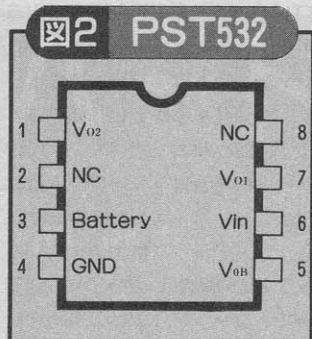 図2 PST532
1 Vo2 NC 8
2 NC Vo1 7
3 Battery Vin 6
4 GND VoB 5